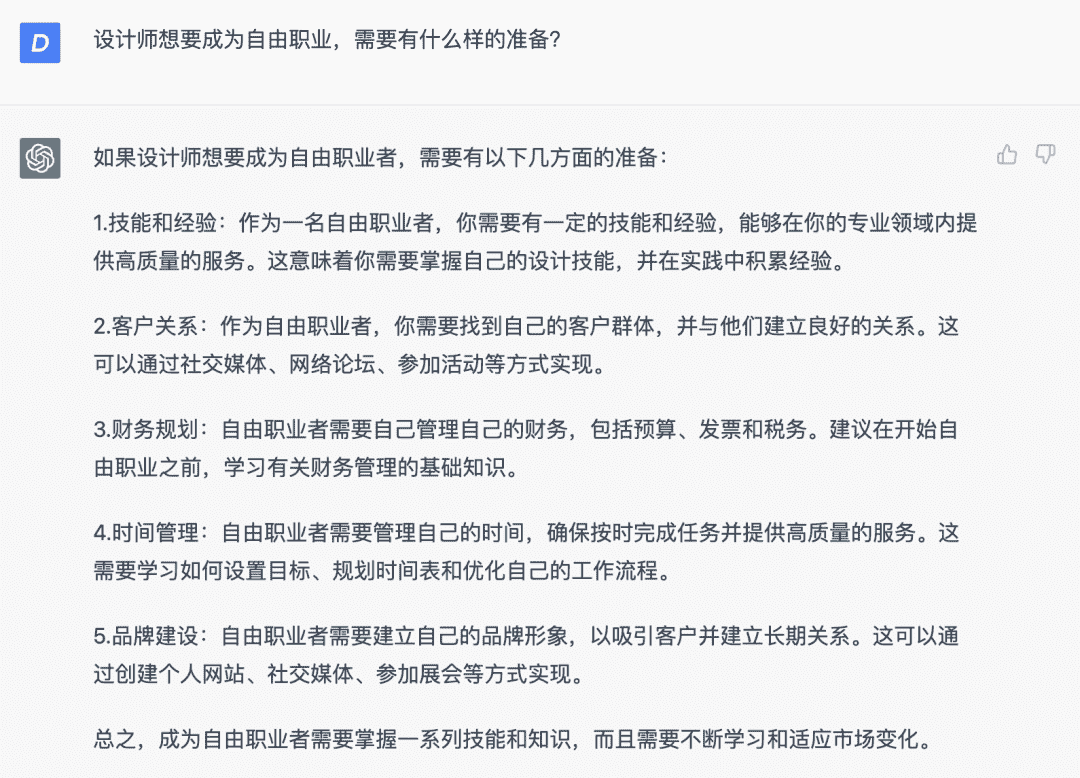 D
设计师想要成为自由职业，需要有什么样的准备？
如果设计师想要成为自由职业者，需要有以下几方面的准备：
1.技能和经验：作为一名自由职业者，你需要有一定的技能和经验，能够在你的专业领域内提
供高质量的服务。这意味着你需要掌握自己的设计技能，并在实践中积累经验。
2.客户关系：作为自由职业者，你需要找到自己的客户群体，并与他们建立良好的关系。这
可以通过社交媒体、网络论坛、参加活动等方式实现。
3.财务规划：自由职业者需要自己管理自己的财务，包括预算、发票和税务。建议在开始自
由职业之前，学习有关财务管理的基础知识。
4.时间管理：自由职业者需要管理自己的时间，确保按时完成任务并提供高质量的服务。这
需要学习如何设置目标、规划时间表和优化自己的工作流程。
5.品牌建设：自由职业者需要建立自己的品牌形象，以吸引客户并建立长期关系。这可以通
过创建个人网站、社交媒体、参加展会等方式实现。
总之，成为自由职业者需要掌握一系列技能和知识，而且需要不断学习和适应市场变化。